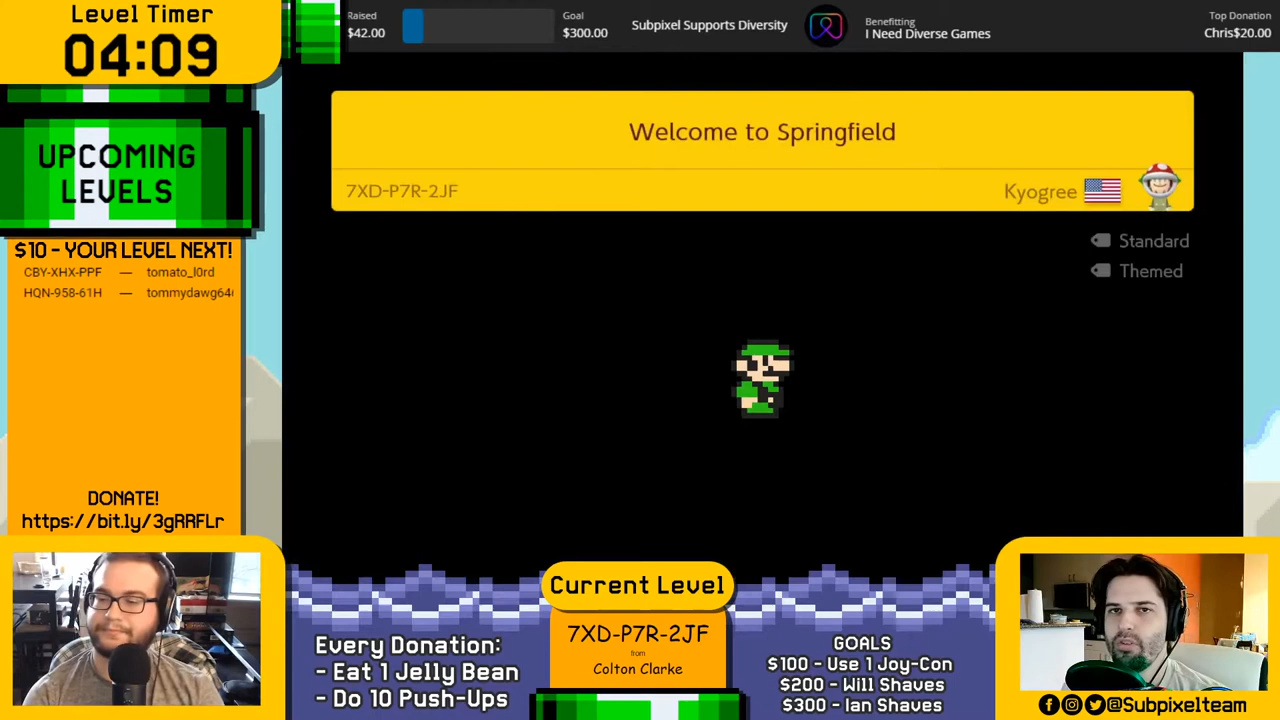 Level Timer
04:09
UPCOMING
LEVELS
$10 - YOUR LEVEL NEXT!
CBY-XHX-PPF — tomato_l0rd
HQN-958-61H — tommydawg64
DONATE!
https://bit.ly/3gRRFLr
Raised
$42.00
Goal
$300.00
Subpixel Supports Diversity
Benefitting
I Need Diverse Games
Top Donation
Chris$20.00
Welcome to Springfield
7XD-P7R-2JF
Kyogree
Standard
Themed
Every Donation:
- Eat 1 Jelly Bean
- Do 10 Push-Ups
Current Level
7XD-P7R-2JF
from
Colton Clarke
GOALS
$100 - Use 1 Joy-Con
$200 - Will Shaves
$300 - Ian Shaves
@Subpixelteam